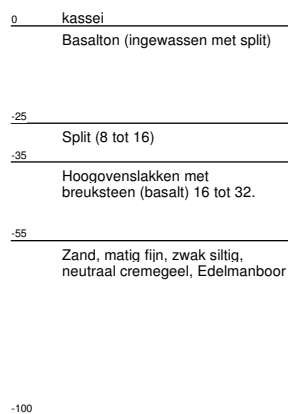 0 kassei
Basalton (ingewassen met split)
-25
Split (8 tot 16)
-35
Hoogovenslakken met
breuksteen (basalt) 16 tot 32.
-55
Zand, matig fijn, zwak siltig,
neutraal cremegeel, Edelmanboor
-100